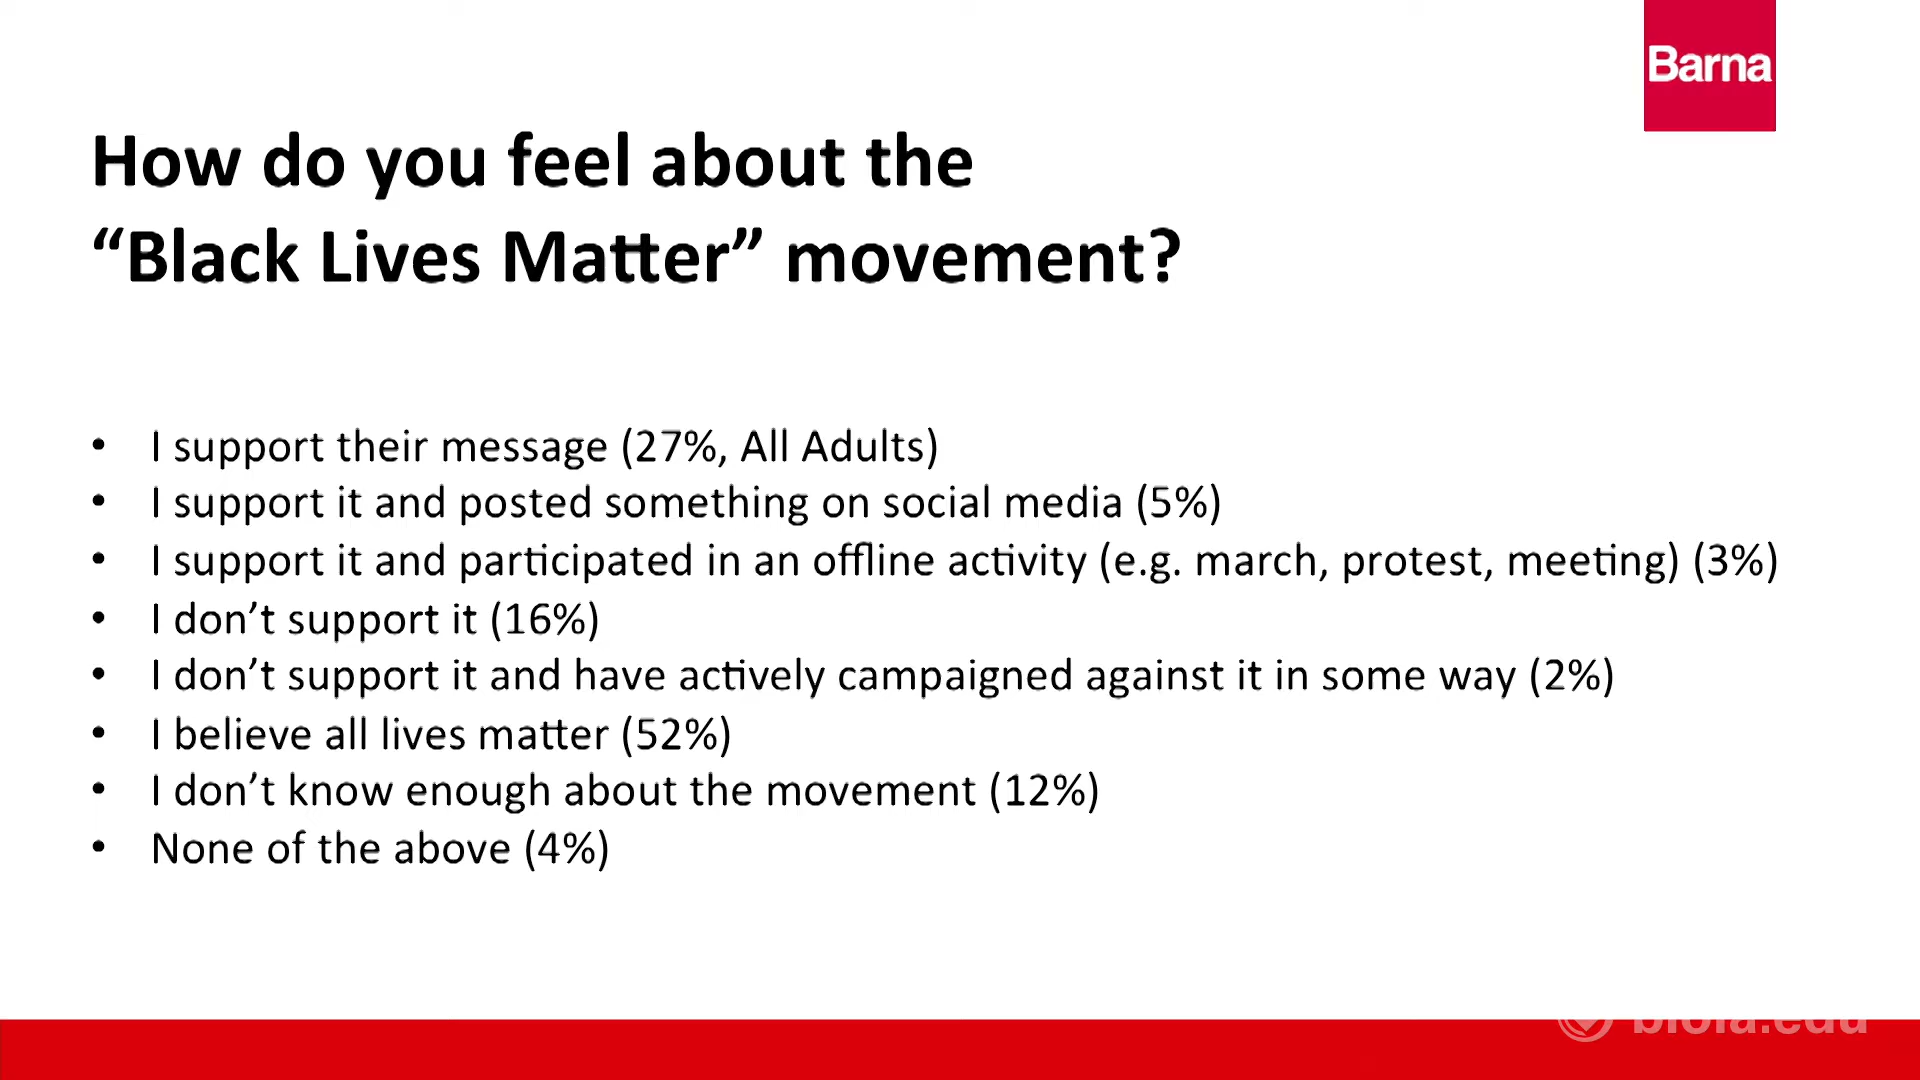 Barna
How do you feel about the
“Black Lives Matter” movement?
• I support their message (27%, All Adults)
• I support it and posted something on social media (5%)
• I support it and participated in an offline activity (e.g. march, protest, meeting) (3%)
• I don’t support it (16%)
• I don’t support it and have actively campaigned against it in some way (2%)
• I believe all lives matter (52%)
• I don’t know enough about the movement (12%)
• None of the above (4%)
biola.edu